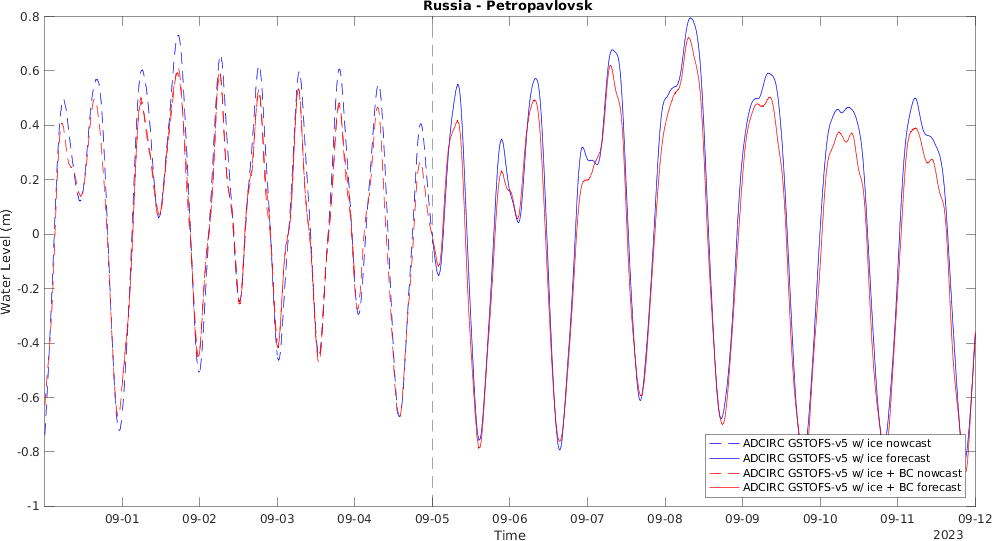 Russia - Petropavlovsk
0.8
0.6
0.4
0.2
0
-0.2
-0.4
-0.6
-0.8
-1
Water Level (m)
ADCIRC GSTOFS-v5 w/ ice nowcast
ADCIRC GSTOFS-v5 w/ ice forecast
ADCIRC GSTOFS-v5 w/ ice + BC nowcast
ADCIRC GSTOFS-v5 w/ ice + BC forecast
09-01 09-02 09-03 09-04 09-05 09-06 09-07 09-08 09-09 09-10 09-11 09-12
Time
2023